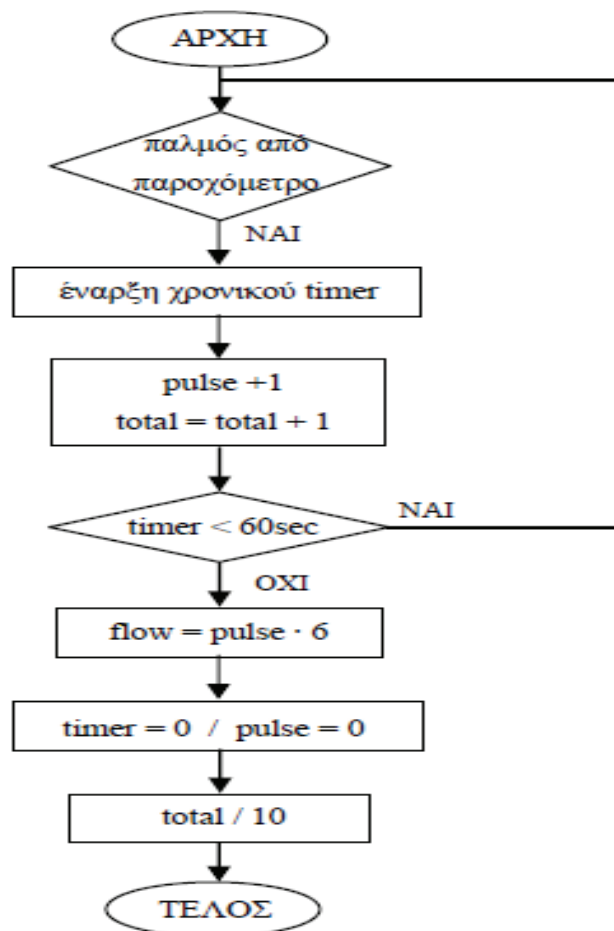 ΑΡΧΗ
παλμός από
παροχόμετρο
ΝΑΙ
έναρξη χρονικού timer
pulse +1
total = total + 1
timer < 60sec
ΝΑΙ
ΟΧΙ
flow = pulse · 6
timer = 0 / pulse = 0
total / 10
ΤΕΛΟΣ